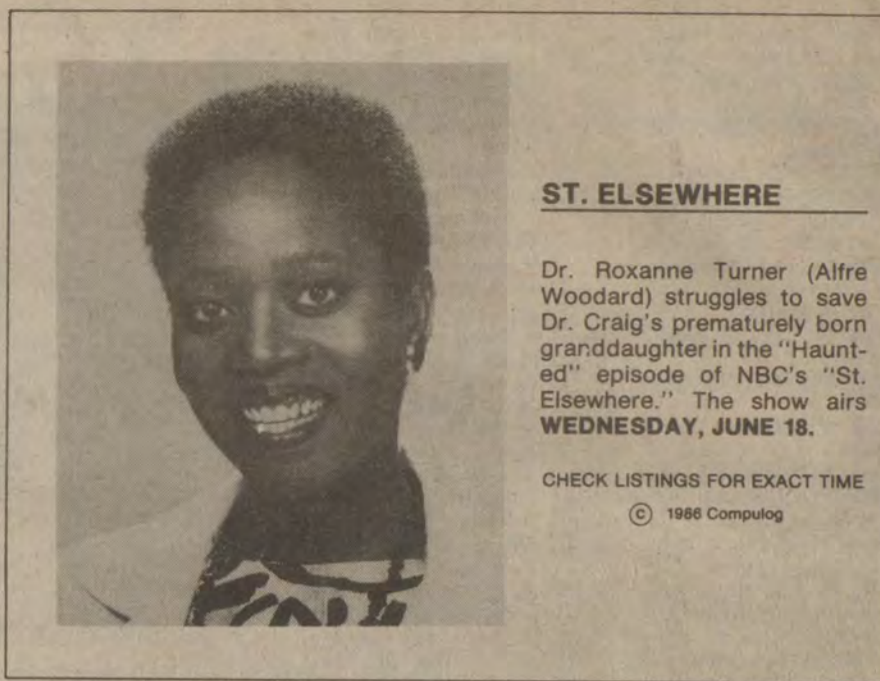 ST. ELSEWHERE
Dr. Roxanne Turner (Alfre
Woodard) struggles to save
Dr. Craig's prematurely born
granddaughter in the "Haunt-
ed" episode of NBC's "St.
Elsewhere." The show airs
WEDNESDAY, JUNE 18.
CHECK LISTINGS FOR EXACT TIME
© 1986 Compulog